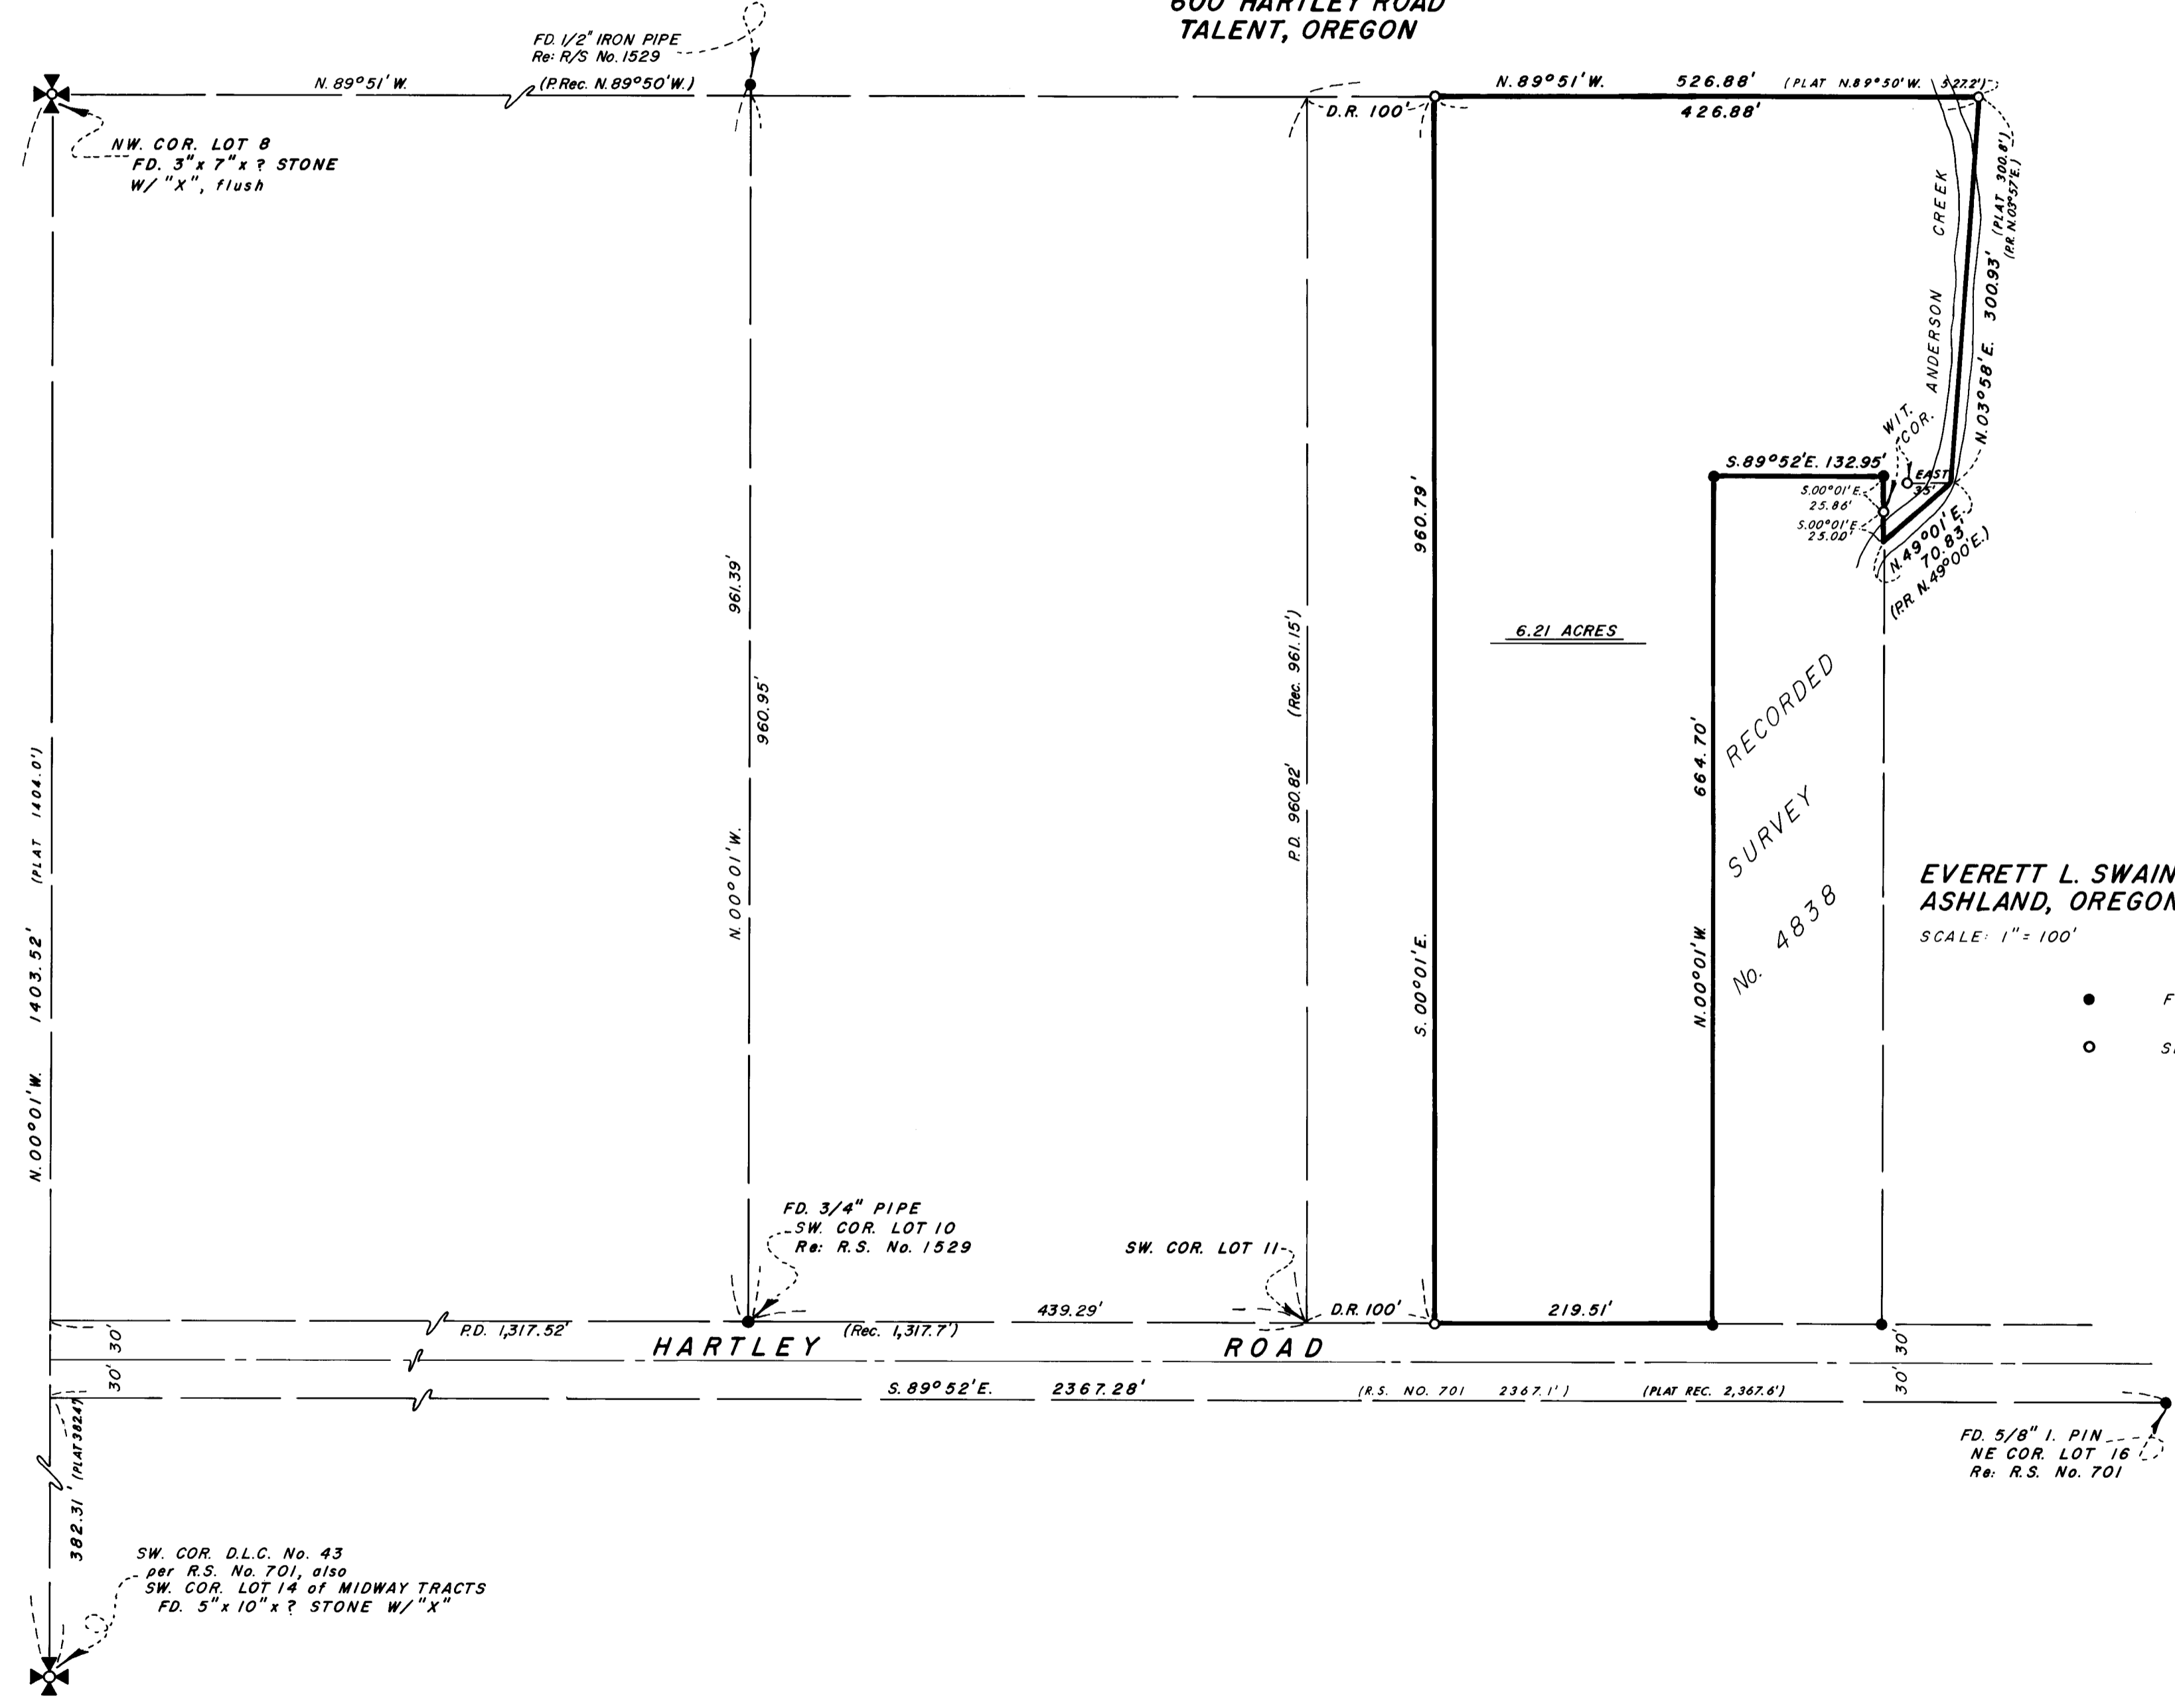 600 HARTLEY ROAD
TALENT, OREGON
FD. 1/2" IRON PIPE
Re: R/S No. 1529
N. 89°51' W.
(P.Rec. N. 89°50' W.)
N. 89°51' W. 526.88' (PLAT N.89°50' W. 527.2')
D.R. 100'
426.88'
NW. COR. LOT 8
FD. 3" x 7" x ? STONE
W/ "X", flush
(PLAT 300.8')
(P.R. N.03°57'E.)
N.03°58'E. 300.93'
ANDERSON CREEK
WIT.
COR.
S.89°52'E. 132.95'
EAST
35'
S.00°01'E.
25.86'
S.00°01'E.
25.00'
N.49°01'E.
70.83'
(P.R. N.49°00'E.)
960.79'
961.39'
960.95'
(Rec. 961.15')
P.D. 960.82'
6.21 ACRES
RECORDED
SURVEY
No. 4838
664.70'
N.00°01'W.
S.00°01'E.
N.00°01'W.
(PLAT 1404.0')
N.00°01'W. 1403.52'
EVERETT L. SWAIN
ASHLAND, OREGON
SCALE: 1" = 100'
F
FD. 3/4" PIPE
SW. COR. LOT 10
Re: R.S. No. 1529
SW. COR. LOT 11
439.29'
D.R. 100'
219.51'
P.D. 1,317.52'
(Rec. 1,317.7')
HARTLEY ROAD
30'
30'
30'
30'
S. 89°52'E. 2367.28' (R.S. NO. 701 2367.1') (PLAT REC. 2,367.6')
FD. 5/8" I. PIN
NE COR. LOT 16
Re: R.S. No. 701
382.31'
SW. COR. D.L.C. No. 43
per R.S. No. 701, also
SW. COR. LOT 14 of MIDWAY TRACTS
FD. 5" x 10" x ? STONE W/ "X"